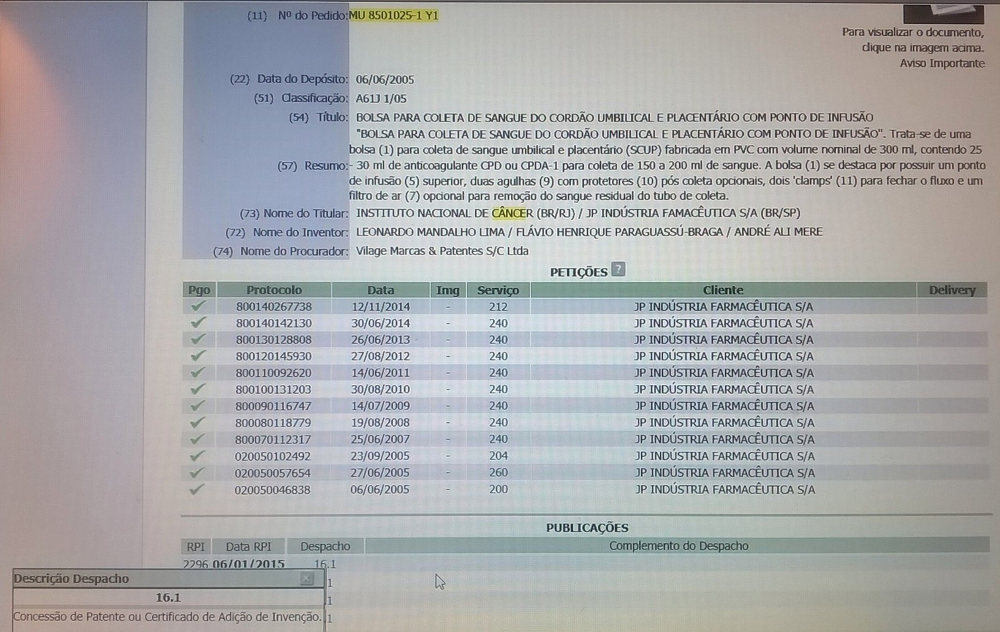 (11) Nº do Pedido: MU 8501025-1 Y1
Para visualizar o documento,
clique na imagem acima.
Aviso Importante
(22) Data do Depósito: 06/06/2005
(51) Classificação: A61J 1/05
(54) Título: BOLSA PARA COLETA DE SANGUE DO CORDÃO UMBILICAL E PLACENTÁRIO COM PONTO DE INFUSÃO
"BOLSA PARA COLETA DE SANGUE DO CORDÃO UMBILICAL E PLACENTÁRIO COM PONTO DE INFUSÃO". Trata-se de uma
bolsa (1) para coleta de sangue umbilical e placentário (SCUP) fabricada em PVC com volume nominal de 300 ml, contendo 25
(57) Resumo: - 30 ml de anticoagulante CPD ou CPDA-1 para coleta de 150 a 200 ml de sangue. A bolsa (1) se destaca por possuir um ponto
de infusão (5) superior, duas agulhas (9) com protetores (10) pós coleta opcionais, dois 'clamps' (11) para fechar o fluxo e um
filtro de ar (7) opcional para remoção do sangue residual do tubo de coleta.
(73) Nome do Titular: INSTITUTO NACIONAL DE CÂNCER (BR/RJ) / JP INDÚSTRIA FAMACÊUTICA S/A (BR/SP)
(72) Nome do Inventor: LEONARDO MANDALHO LIMA / FLÁVIO HENRIQUE PARAGUASSÚ-BRAGA / ANDRÉ ALI MERE
(74) Nome do Procurador: Vilage Marcas & Patentes S/C Ltda
PETIÇÕES ?
Pgo Protocolo Data Img Serviço Cliente Delivery
800140267738 12/11/2014 - 212 JP INDÚSTRIA FARMACÊUTICA S/A
800140142130 30/06/2014 - 240 JP INDÚSTRIA FARMACÊUTICA S/A
800130128808 26/06/2013 - 240 JP INDÚSTRIA FARMACÊUTICA S/A
800120145930 27/08/2012 - 240 JP INDÚSTRIA FARMACÊUTICA S/A
800110092620 14/06/2011 - 240 JP INDÚSTRIA FARMACÊUTICA S/A
800100131203 30/08/2010 - 240 JP INDÚSTRIA FARMACÊUTICA S/A
800090116747 14/07/2009 - 240 JP INDÚSTRIA FARMACÊUTICA S/A
800080118779 19/08/2008 - 240 JP INDÚSTRIA FARMACÊUTICA S/A
800070112317 25/06/2007 - 240 JP INDÚSTRIA FARMACÊUTICA S/A
020050102492 23/09/2005 - 204 JP INDÚSTRIA FARMACÊUTICA S/A
020050057654 27/06/2005 - 260 JP INDÚSTRIA FARMACÊUTICA S/A
020050046838 06/06/2005 - 200 JP INDÚSTRIA FARMACÊUTICA S/A
PUBLICAÇÕES
RPI Data RPI Despacho Complemento do Despacho
2296 06/01/2015 16.1
Descrição Despacho x 1
16.1 1
Concessão de Patente ou Certificado de Adição de Invenção. 1